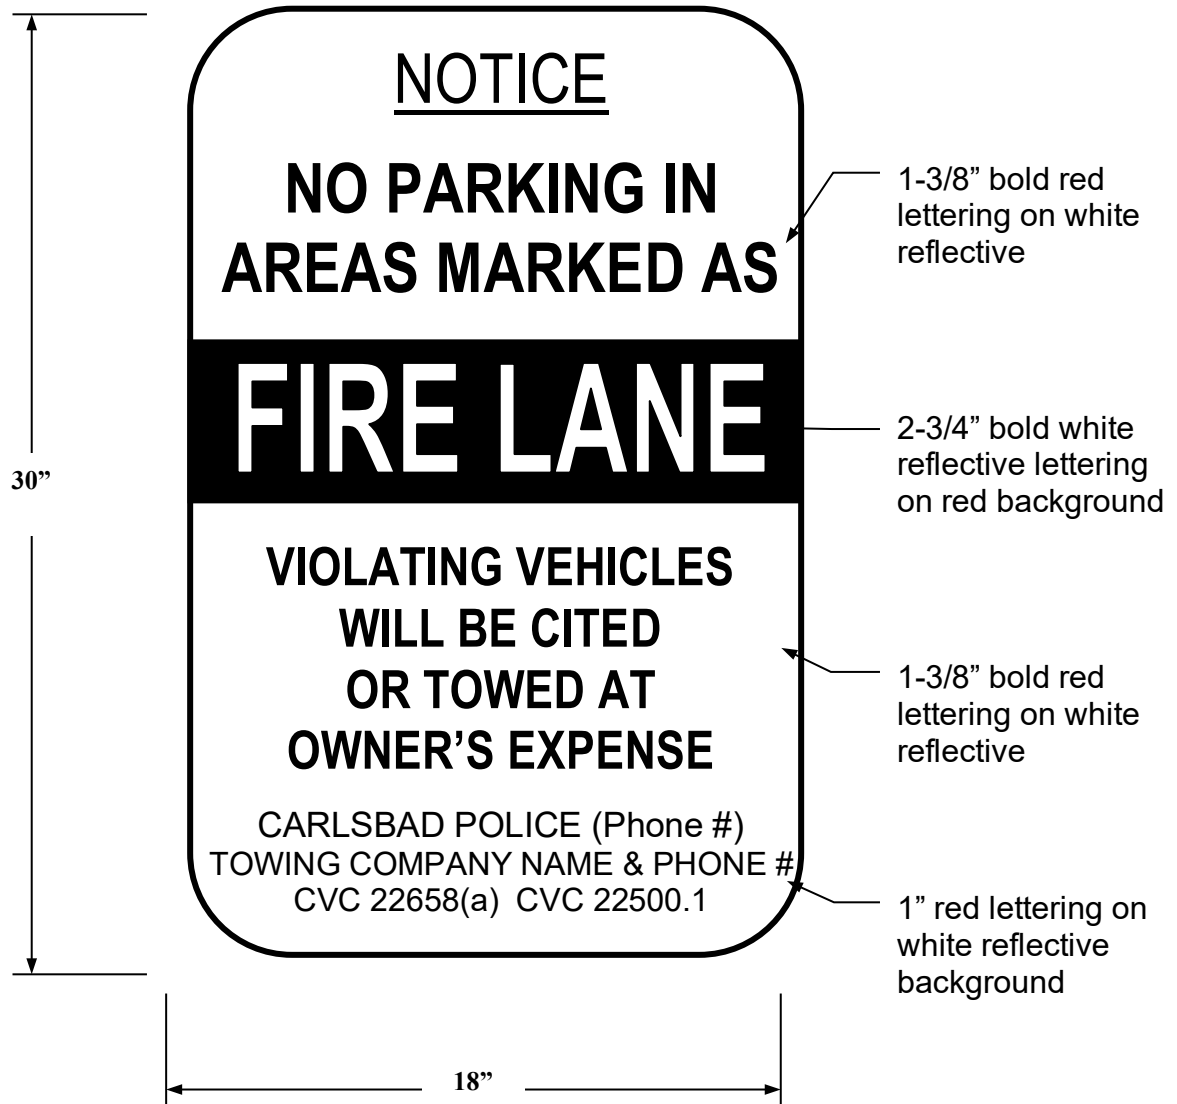 NOTICE
NO PARKING IN
AREAS MARKED AS
FIRE LANE
VIOLATING VEHICLES
WILL BE CITED
OR TOWED AT
OWNER’S EXPENSE
CARLSBAD POLICE (Phone #)
TOWING COMPANY NAME & PHONE #
CVC 22658(a) CVC 22500.1
30”
18”
1-3/8” bold red
lettering on white
reflective
2-3/4” bold white
reflective lettering
on red background
1-3/8” bold red
lettering on white
reflective
1” red lettering on
white reflective
background